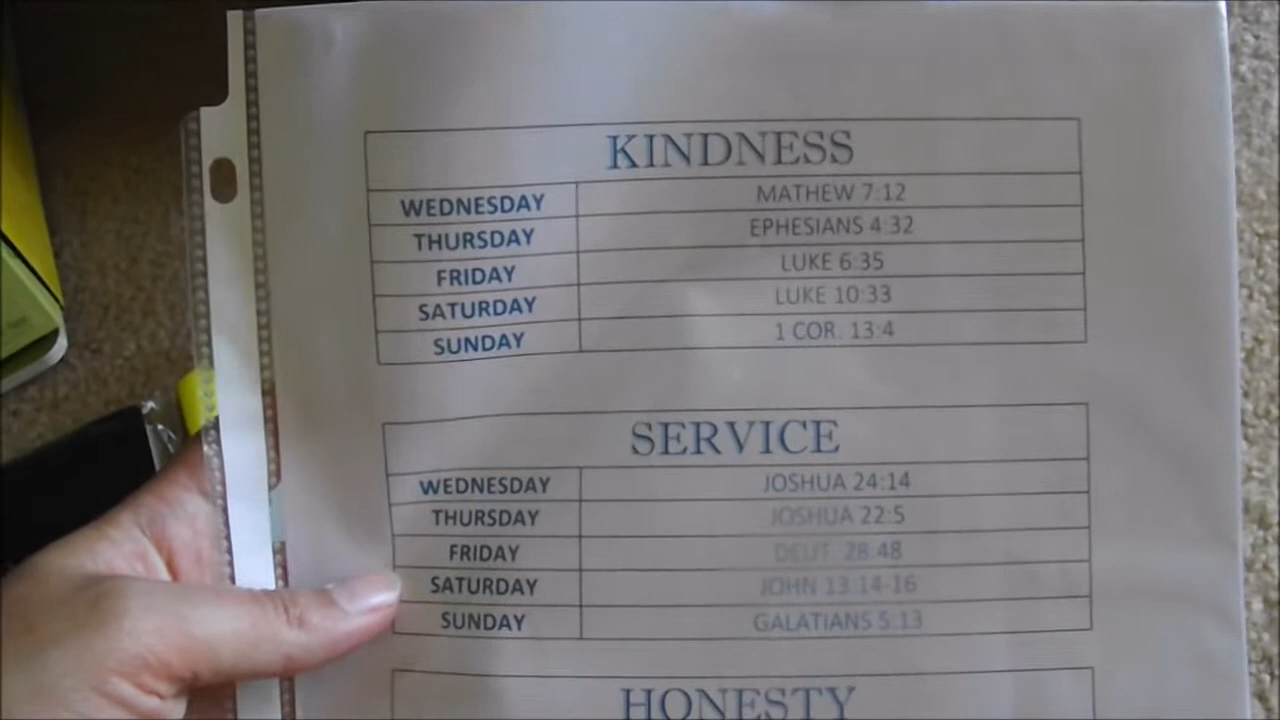 KINDNESS
WEDNESDAY MATHEW 7:12
THURSDAY EPHESIANS 4:32
FRIDAY LUKE 6:35
SATURDAY LUKE 10:33
SUNDAY 1 COR. 13:4
SERVICE
WEDNESDAY JOSHUA 24:14
THURSDAY JOSHUA 22:5
FRIDAY DEUT. 28:48
SATURDAY JOHN 13:14-16
SUNDAY GALATIANS 5:13
HONESTY